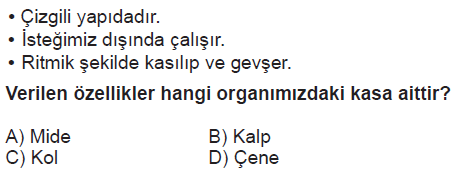 • Çizgili yapıdadır.
• İsteğimiz dışında çalışır.
• Ritmik şekilde kasılıp ve gevşer.
Verilen özellikler hangi organımızdaki kasa aittir?
A) Mide B) Kalp
C) Kol D) Çene